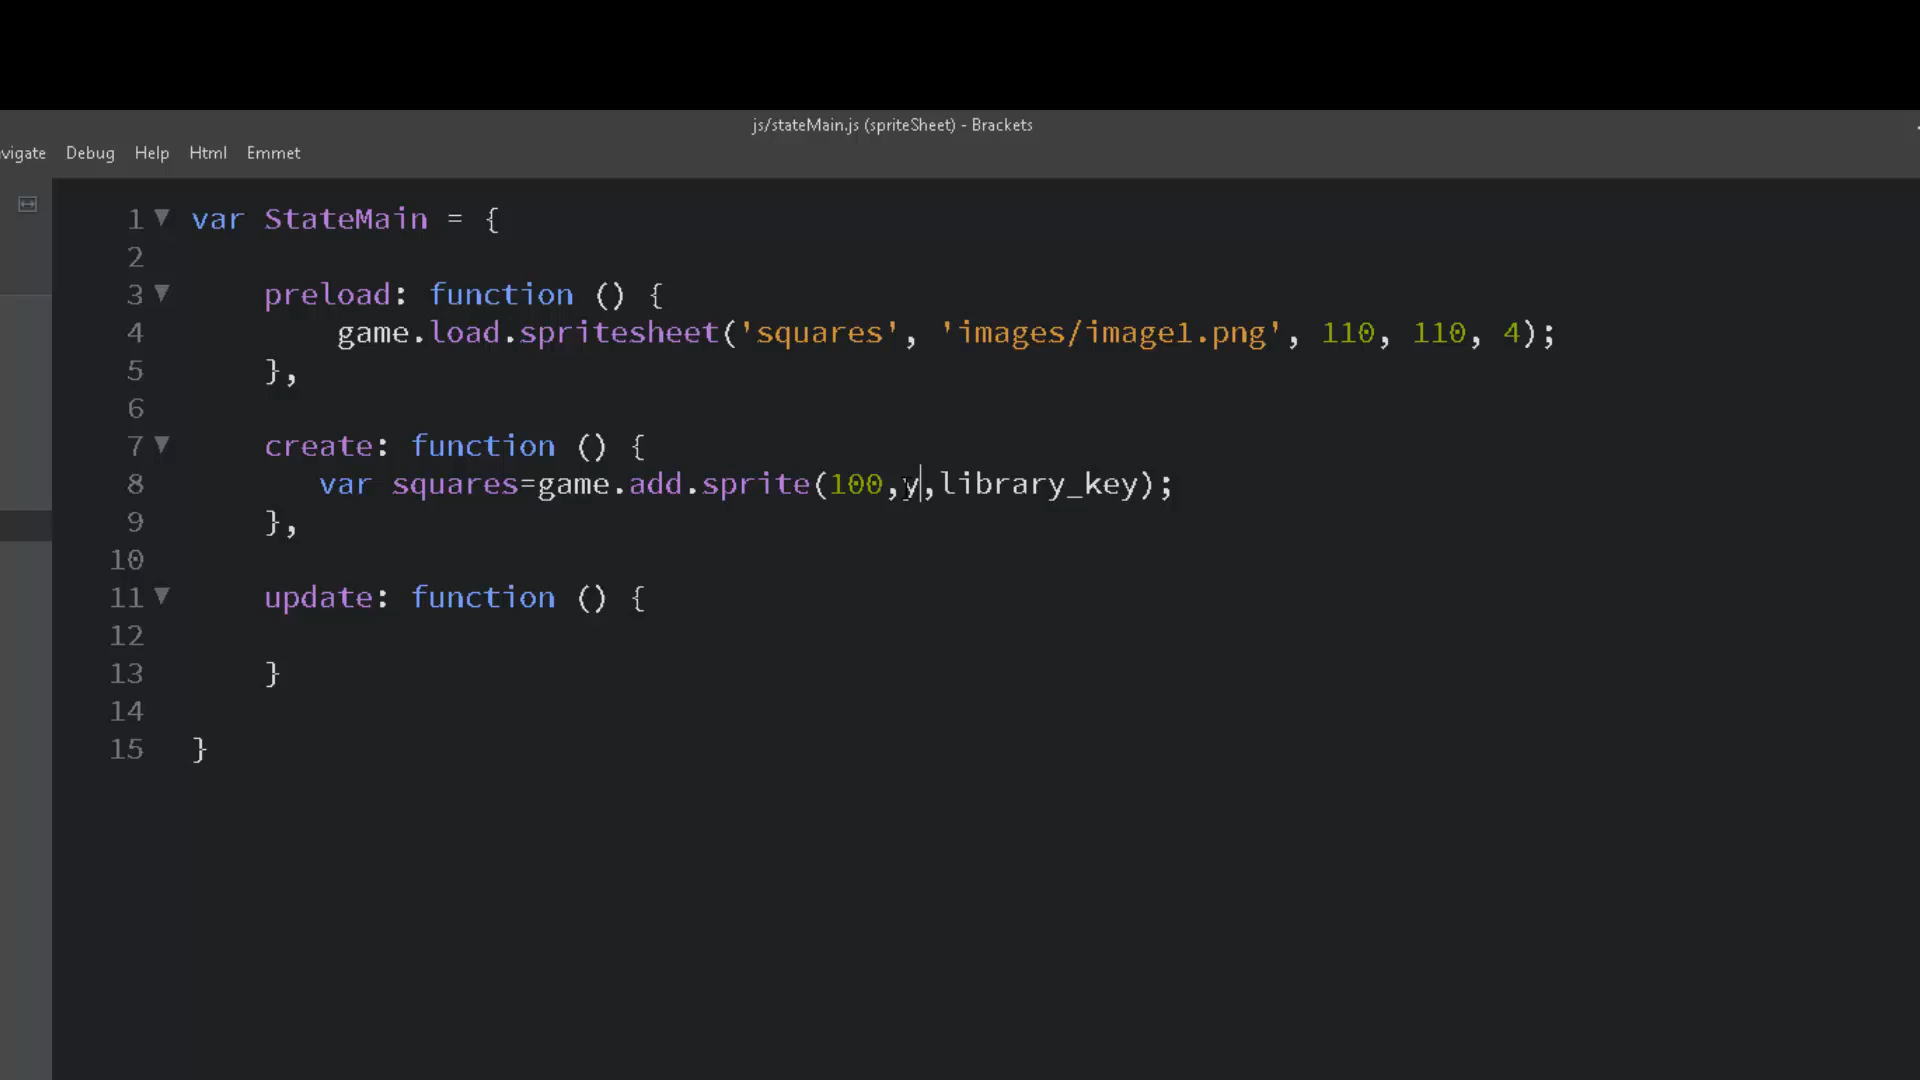 js/stateMain.js (spriteSheet) - Brackets
vigate Debug Help Html Emmet
1 var StateMain = {
2
3 preload: function () {
4 game.load.spritesheet('squares', 'images/image1.png', 110, 110, 4);
5 },
6
7 create: function () {
8 var squares=game.add.sprite(100,y,library_key);
9 },
10
11 update: function () {
12
13 }
14
15 }